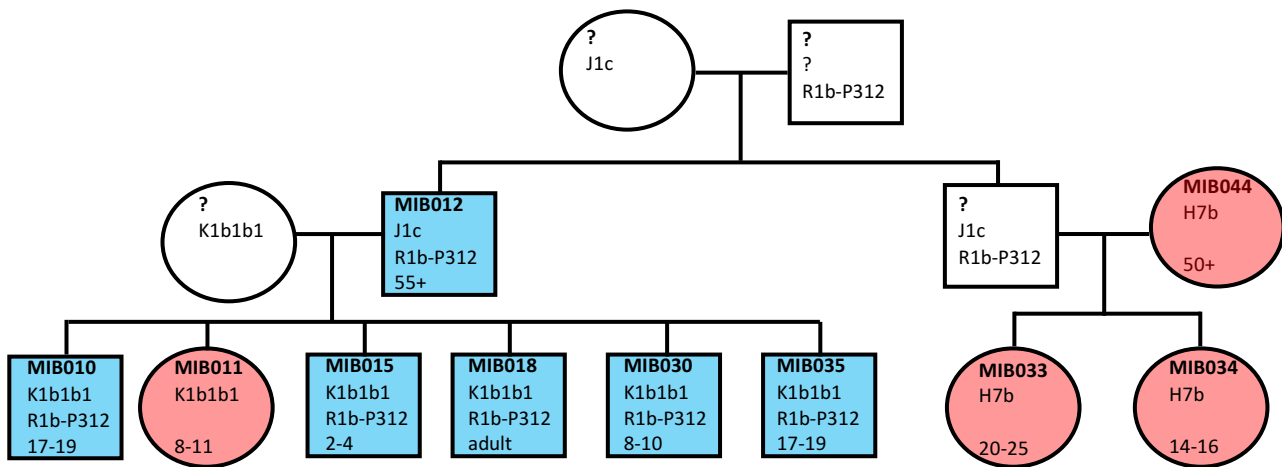 ?
J1c
?
?
R1b-P312
?
K1b1b1
MIB012
J1c
R1b-P312
55+
?
J1c
R1b-P312
MIB044
H7b
50+
MIB010
K1b1b1
R1b-P312
17-19
MIB011
K1b1b1
8-11
MIB015
K1b1b1
R1b-P312
2-4
MIB018
K1b1b1
R1b-P312
adult
MIB030
K1b1b1
R1b-P312
8-10
MIB035
K1b1b1
R1b-P312
17-19
MIB033
H7b
20-25
MIB034
H7b
14-16